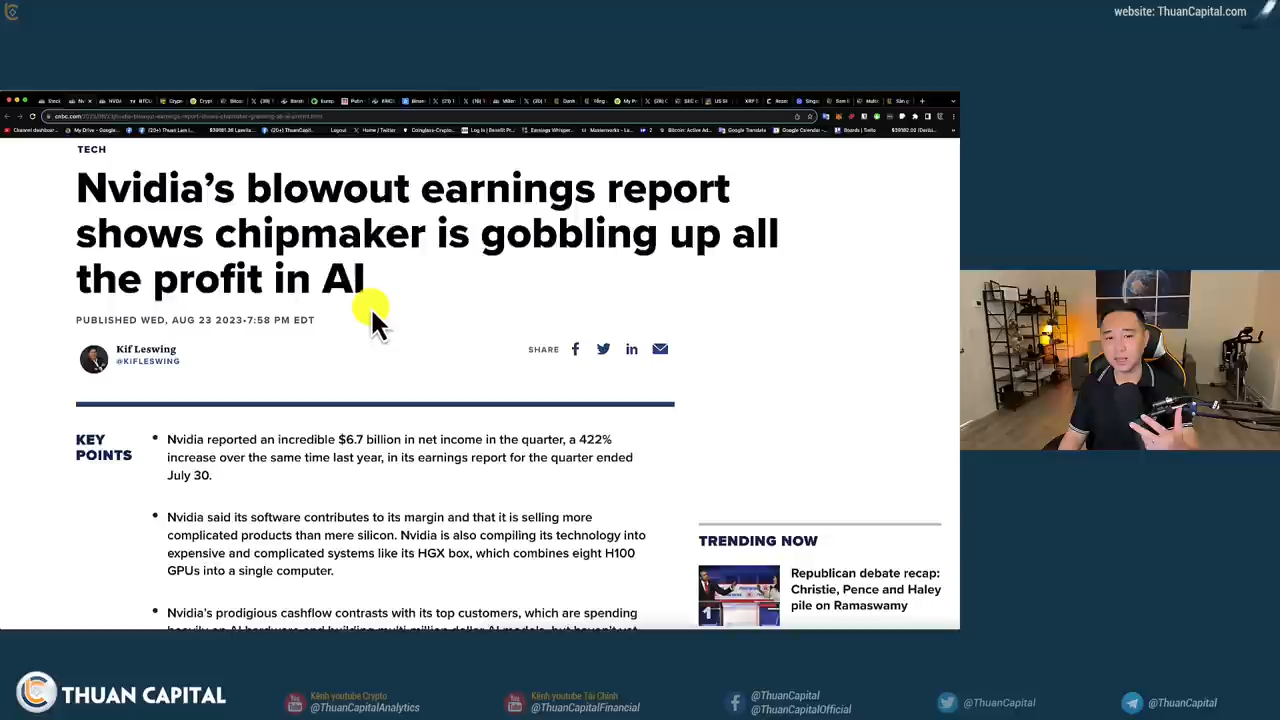 website: ThuanCapital.com
TECH
Nvidia’s blowout earnings report
shows chipmaker is gobbling up all
the profit in AI
PUBLISHED WED, AUG 23 2023•7:58 PM EDT
Kif Leswing
@KIFLESWING
SHARE
KEY
POINTS
• Nvidia reported an incredible $6.7 billion in net income in the quarter, a 422%
increase over the same time last year, in its earnings report for the quarter ended
July 30.
• Nvidia said its software contributes to its margin and that it is selling more
complicated products than mere silicon. Nvidia is also compiling its technology into
expensive and complicated systems like its HGX box, which combines eight H100
GPUs into a single computer.
• Nvidia’s prodigious cashflow contrasts with its top customers, which are spending
TRENDING NOW
Republican debate recap:
Christie, Pence and Haley
pile on Ramaswamy
THUAN CAPITAL
Kênh youtube Crypto
@ThuanCapitalAnalytics
Kênh youtube Tài Chính
@ThuanCapitalFinancial
@ThuanCapital
@ThuanCapitalOfficial
@ThuanCapital
@ThuanCapital